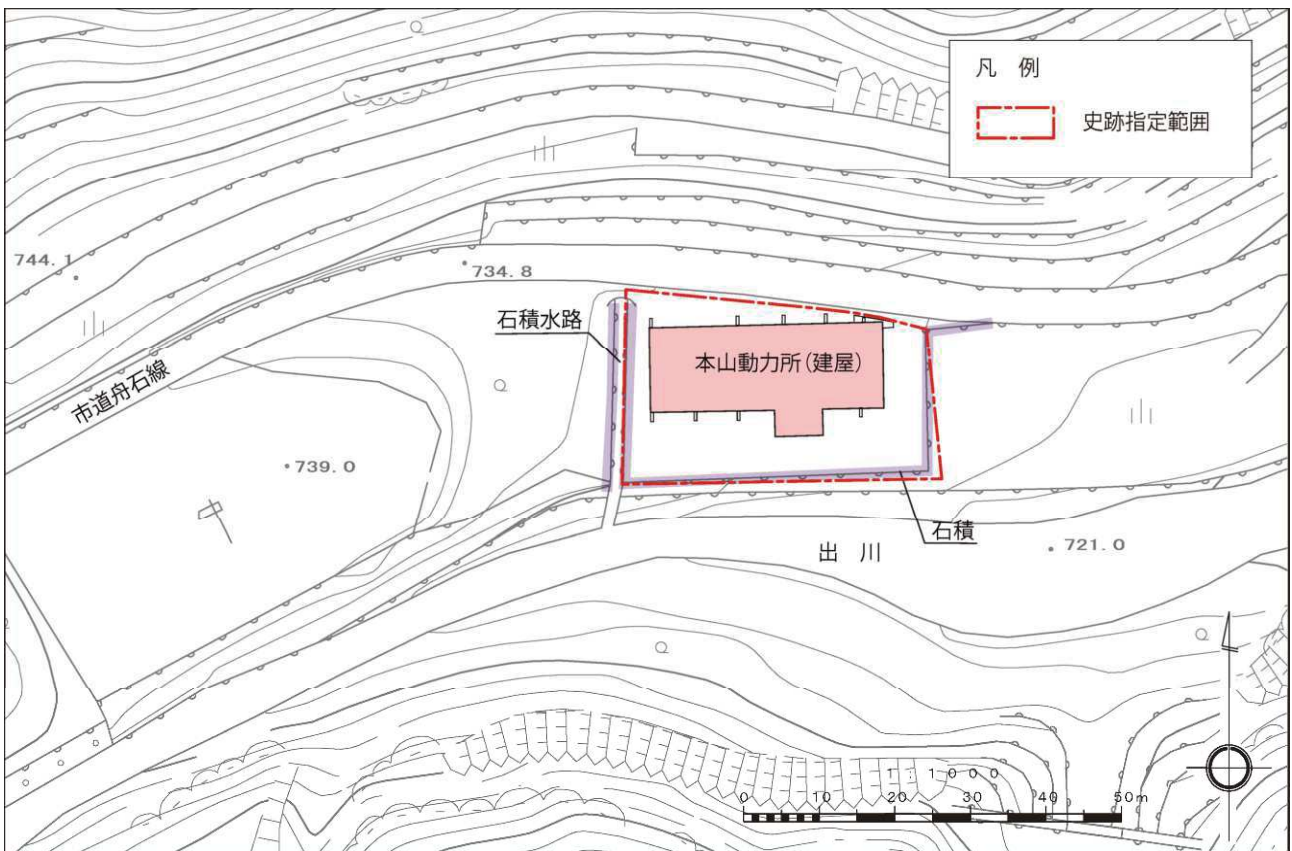 凡 例
史跡指定範囲
744. 1
734. 8
石積水路
本山動力所(建屋)
市道舟石線
739. 0
石積
出 川
721. 0
1:1000
0 10 20 30 40 50m